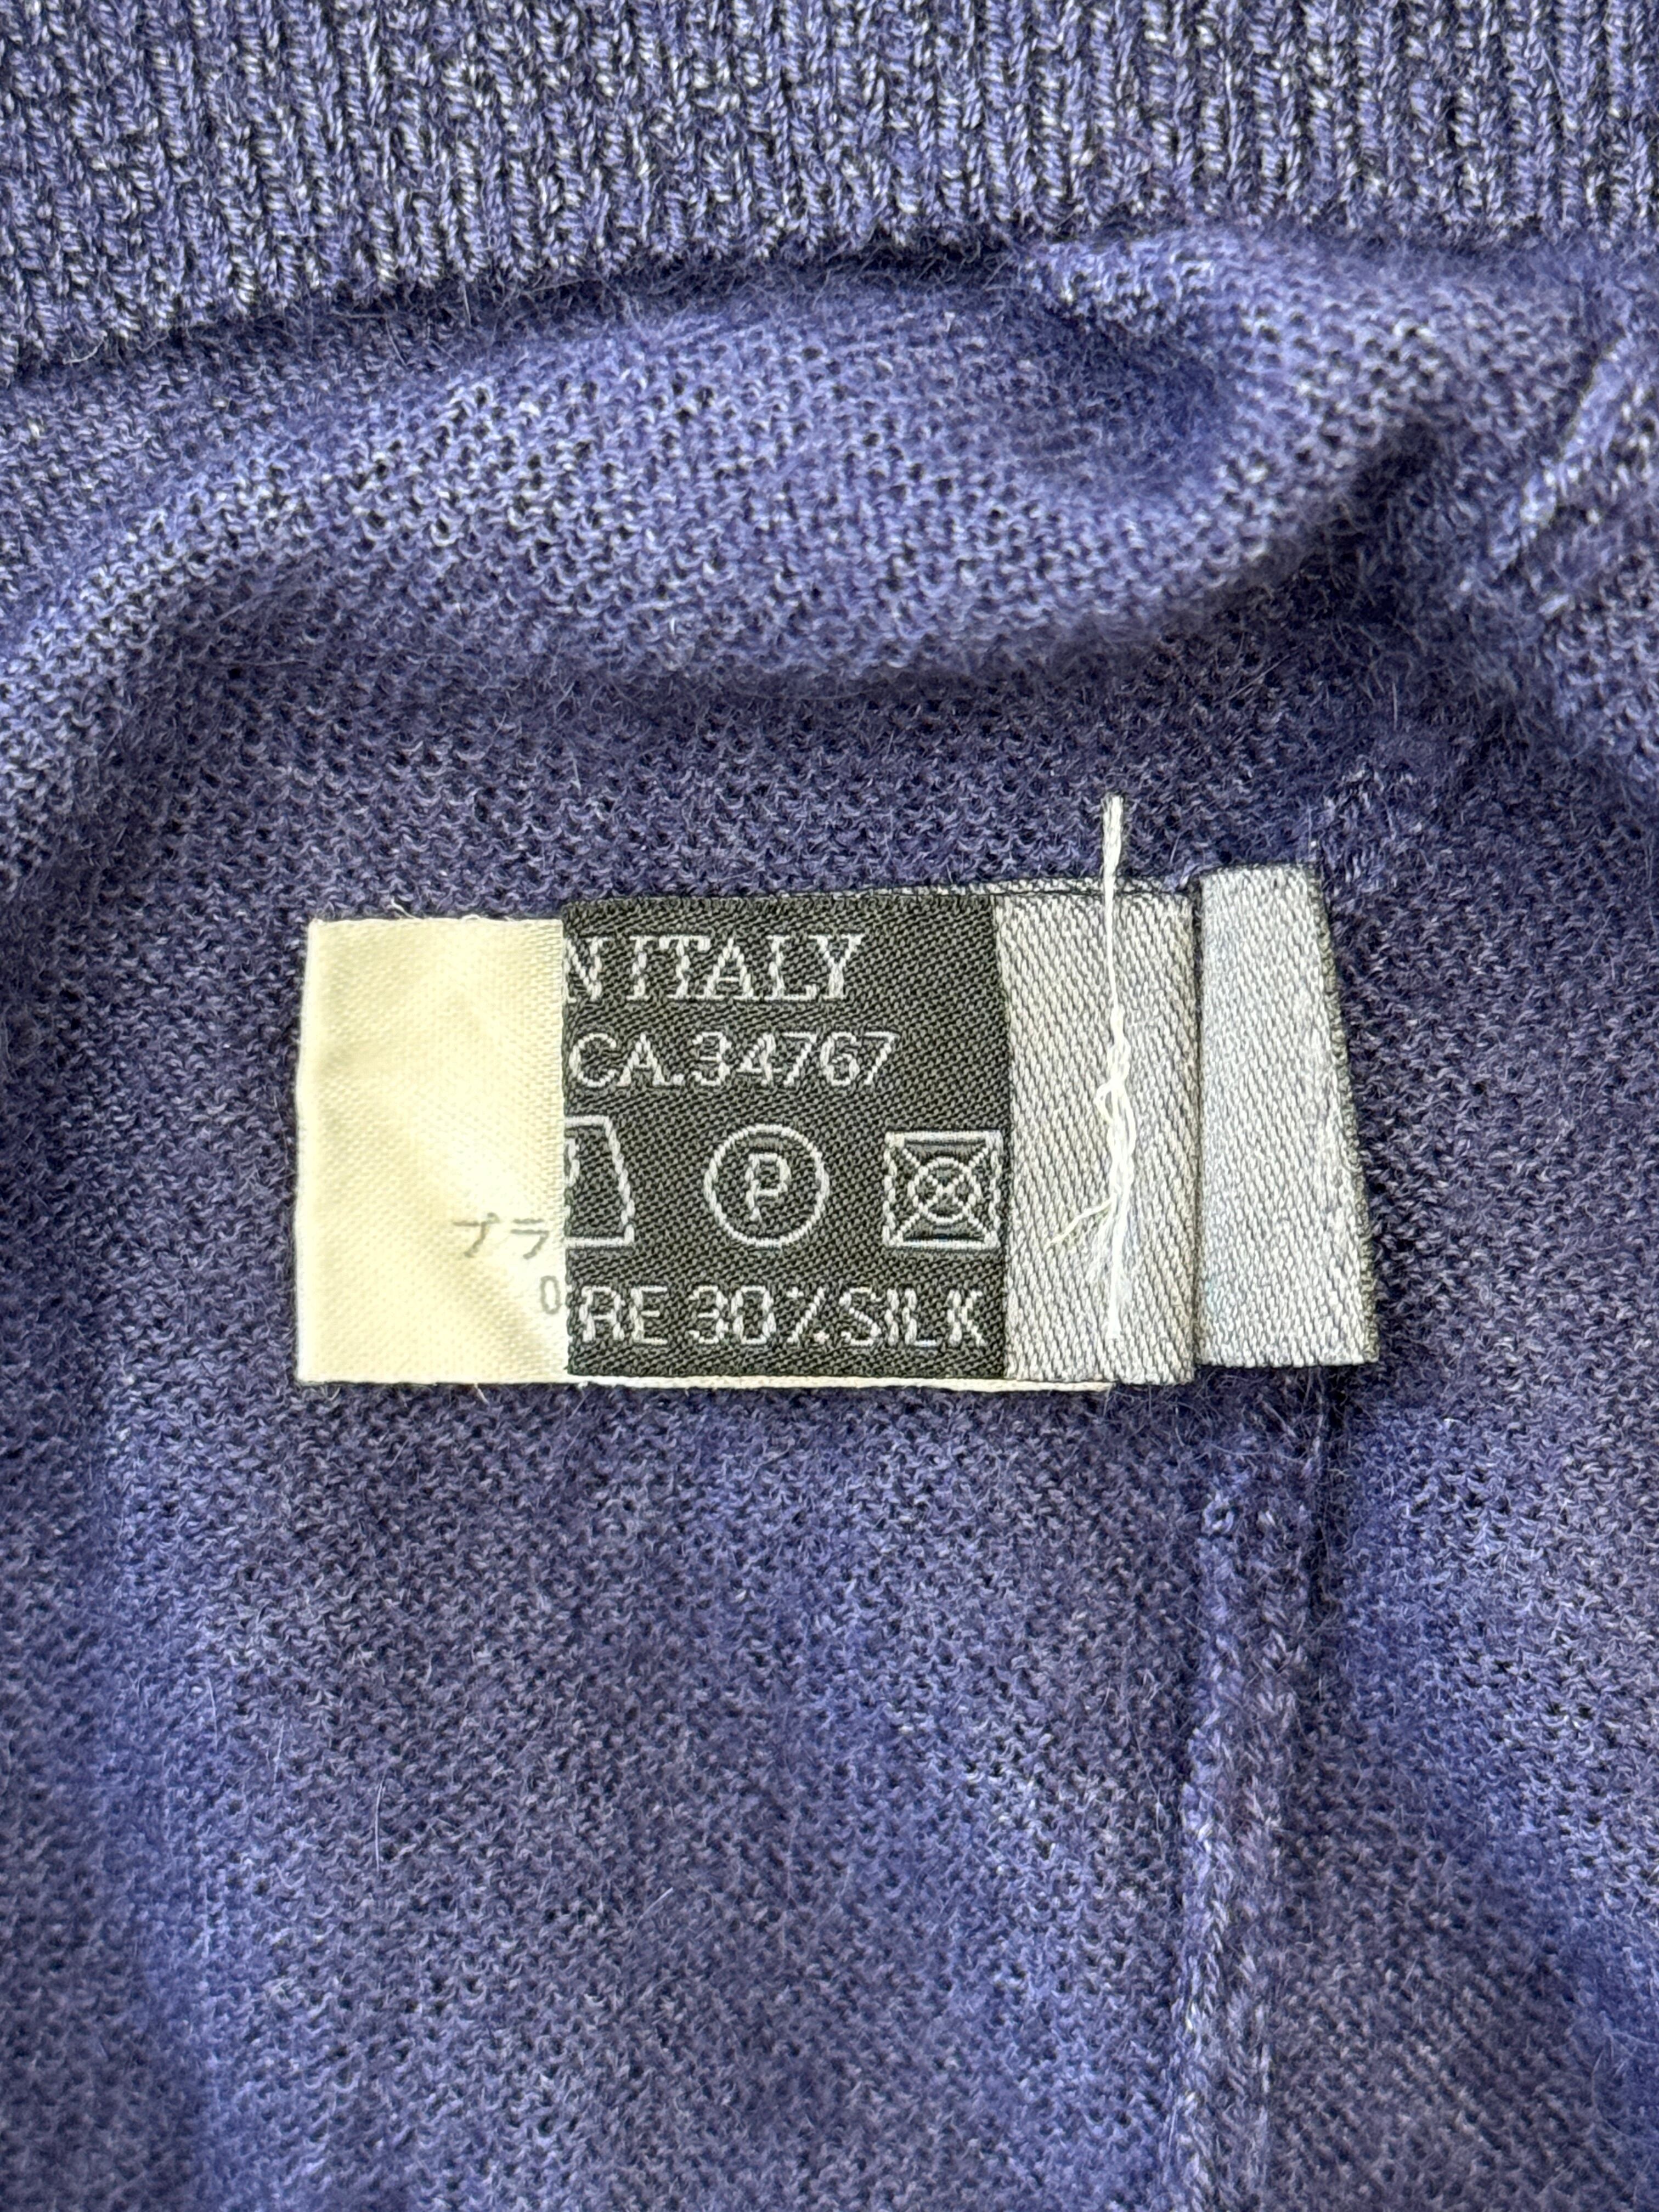 N ITALY
CA.34767
P
プラ
0
RE 30% SILK